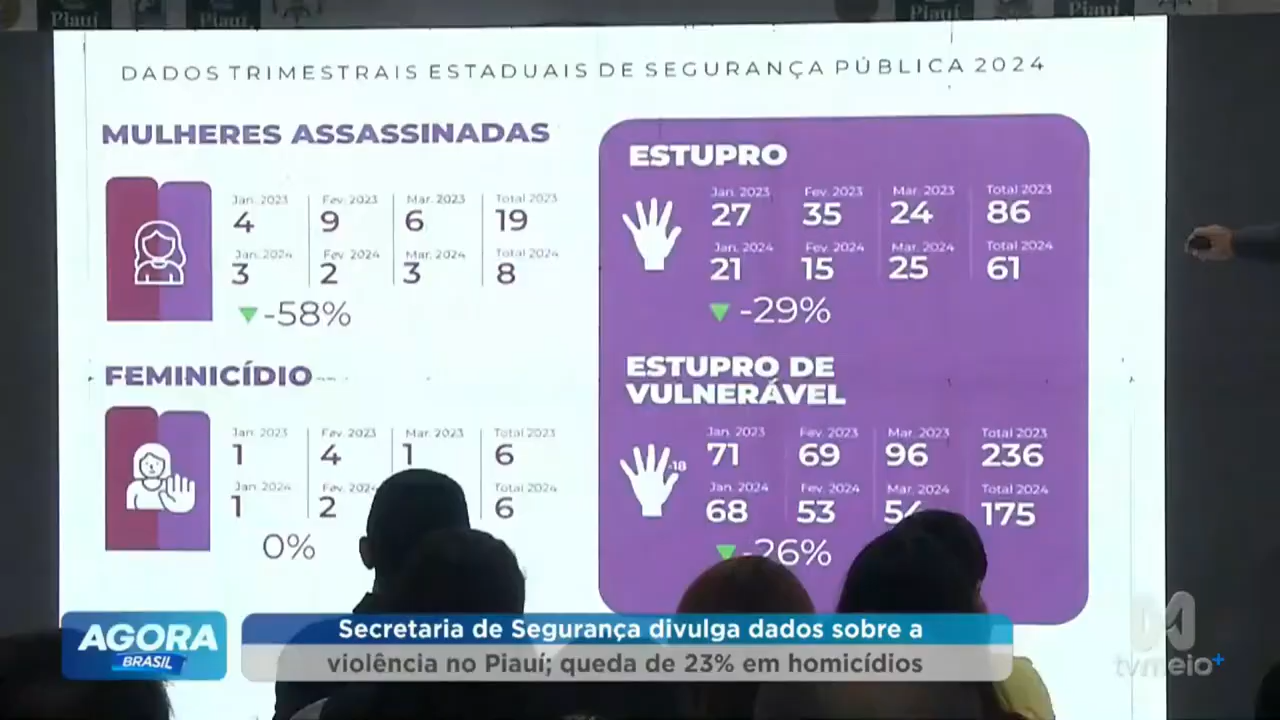 Piauí
Piauí
Piauí
Piauí
DADOS TRIMESTRAIS ESTADUAIS DE SEGURANÇA PÚBLICA 2024
MULHERES ASSASSINADAS
Jan. 2023 Fev. 2023 Mar. 2023 Total 2023
4 9 6 19
Jan. 2024 Fev. 2024 Mar. 2024 Total 2024
3 2 3 8
-58%
FEMINICÍDIO
Jan. 2023 Fev. 2023 Mar. 2023 Total 2023
1 4 1 6
Jan. 2024 Fev. 2024 Total 2024
1 2 6
0%
ESTUPRO
Jan. 2023 Fev. 2023 Mar. 2023 Total 2023
27 35 24 86
Jan. 2024 Fev. 2024 Mar. 2024 Total 2024
21 15 25 61
-29%
ESTUPRO DE
VULNERÁVEL
-18
Jan. 2023 Fev. 2023 Mar. 2023 Total 2023
71 69 96 236
Jan. 2024 Fev. 2024 Mar. 2024 Total 2024
68 53 54 175
-26%
AGORA
BRASIL
Secretaria de Segurança divulga dados sobre a
violência no Piauí; queda de 23% em homicídios
tvmeio+